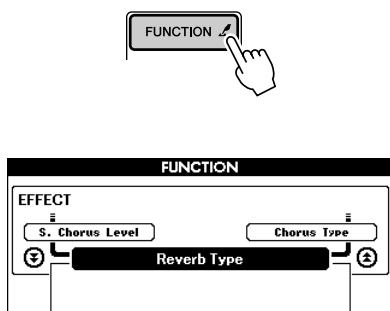 FUNCTION
FUNCTION
EFFECT
S. Chorus Level Chorus Type
Reverb Type